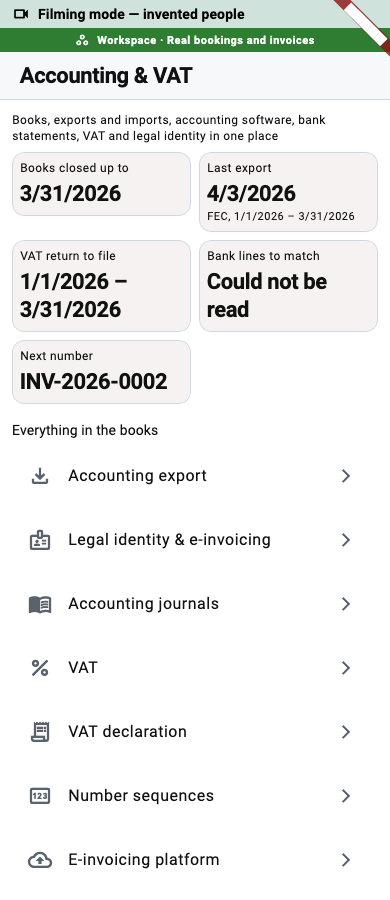 Filming mode — invented people
Workspace · Real bookings and invoices
Accounting & VAT
Books, exports and imports, accounting software, bank
statements, VAT and legal identity in one place
Books closed up to
3/31/2026
Last export
4/3/2026
FEC, 1/1/2026 – 3/31/2026
VAT return to file
1/1/2026 –
3/31/2026
Bank lines to match
Could not be
read
Next number
INV-2026-0002
Everything in the books
Accounting export
Legal identity & e-invoicing
Accounting journals
VAT
VAT declaration
123
Number sequences
E-invoicing platform